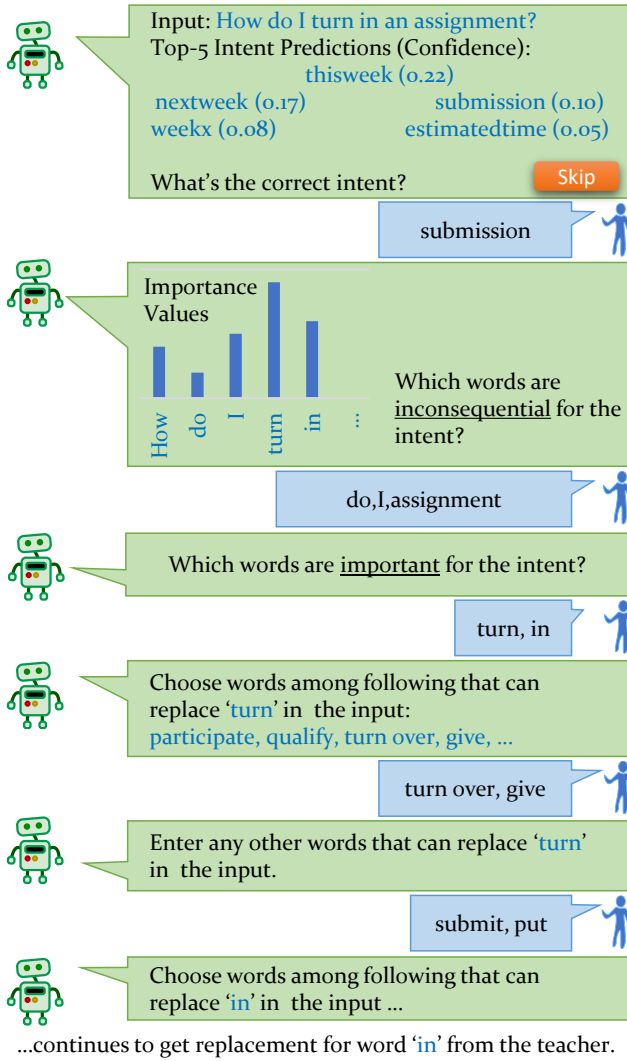 Input: How do I turn in an assignment?
Top-5 Intent Predictions (Confidence):
thisweek (0.22)
nextweek (0.17) submission (0.10)
weekx (0.08) estimatedtime (0.05)
What's the correct intent?
Skip
submission
Importance
Values
How
do
I
turn
in
...
Which words are
inconsequential for the
intent?
do,I,assignment
Which words are important for the intent?
turn, in
Choose words among following that can
replace 'turn' in the input:
participate, qualify, turn over, give, ...
turn over, give
Enter any other words that can replace 'turn'
in the input.
submit, put
Choose words among following that can
replace 'in' in the input ...
...continues to get replacement for word 'in' from the teacher.